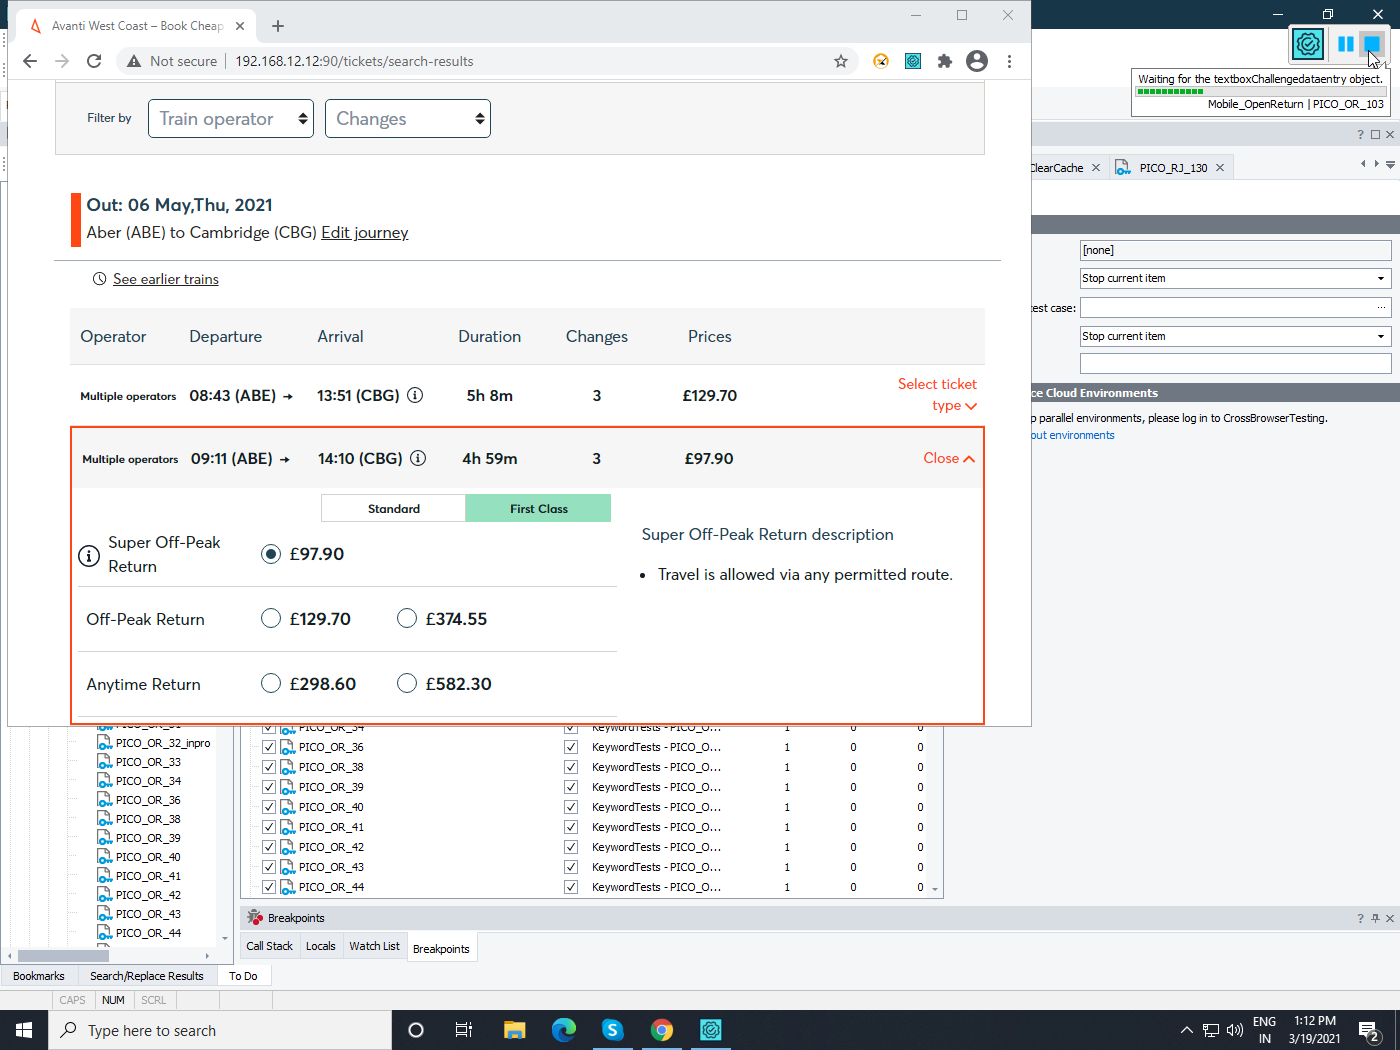 Avanti West Coast – Book Cheap
Not secure
192.168.12.12:90/tickets/search-results
Waiting for the textboxChallengedataentry object.
Mobile_OpenReturn | PICO_OR_103
Filter by
Train operator
Changes
learCache
PICO_RJ_130
Out: 06 May,Thu, 2021
Aber (ABE) to Cambridge (CBG) Edit journey
See earlier trains
[none]
Stop current item
est case:
Stop current item
Operator Departure Arrival Duration Changes Prices
Multiple operators 08:43 (ABE) → 13:51 (CBG) 5h 8m 3 £129.70
Select ticket
type
ce Cloud Environments
p parallel environments, please log in to CrossBrowserTesting.
out environments
Multiple operators 09:11 (ABE) → 14:10 (CBG) 4h 59m 3 £97.90 Close
Standard First Class
Super Off-Peak
Return
£97.90
Super Off-Peak Return description
• Travel is allowed via any permitted route.
Off-Peak Return £129.70 £374.55
Anytime Return £298.60 £582.30
PICO_OR_32_inpro
PICO_OR_33
PICO_OR_34
PICO_OR_36
PICO_OR_38
PICO_OR_39
PICO_OR_40
PICO_OR_41
PICO_OR_42
PICO_OR_43
PICO_OR_44
PICO_OR_34 KeywordTests - PICO_O... 1 0 0
PICO_OR_36 KeywordTests - PICO_O... 1 0 0
PICO_OR_38 KeywordTests - PICO_O... 1 0 0
PICO_OR_39 KeywordTests - PICO_O... 1 0 0
PICO_OR_40 KeywordTests - PICO_O... 1 0 0
PICO_OR_41 KeywordTests - PICO_O... 1 0 0
PICO_OR_42 KeywordTests - PICO_O... 1 0 0
PICO_OR_43 KeywordTests - PICO_O... 1 0 0
PICO_OR_44 KeywordTests - PICO_O... 1 0 0
Breakpoints
Call Stack Locals Watch List Breakpoints
Bookmarks Search/Replace Results To Do
CAPS NUM SCRL
Type here to search
ENG
IN
1:12 PM
3/19/2021
2